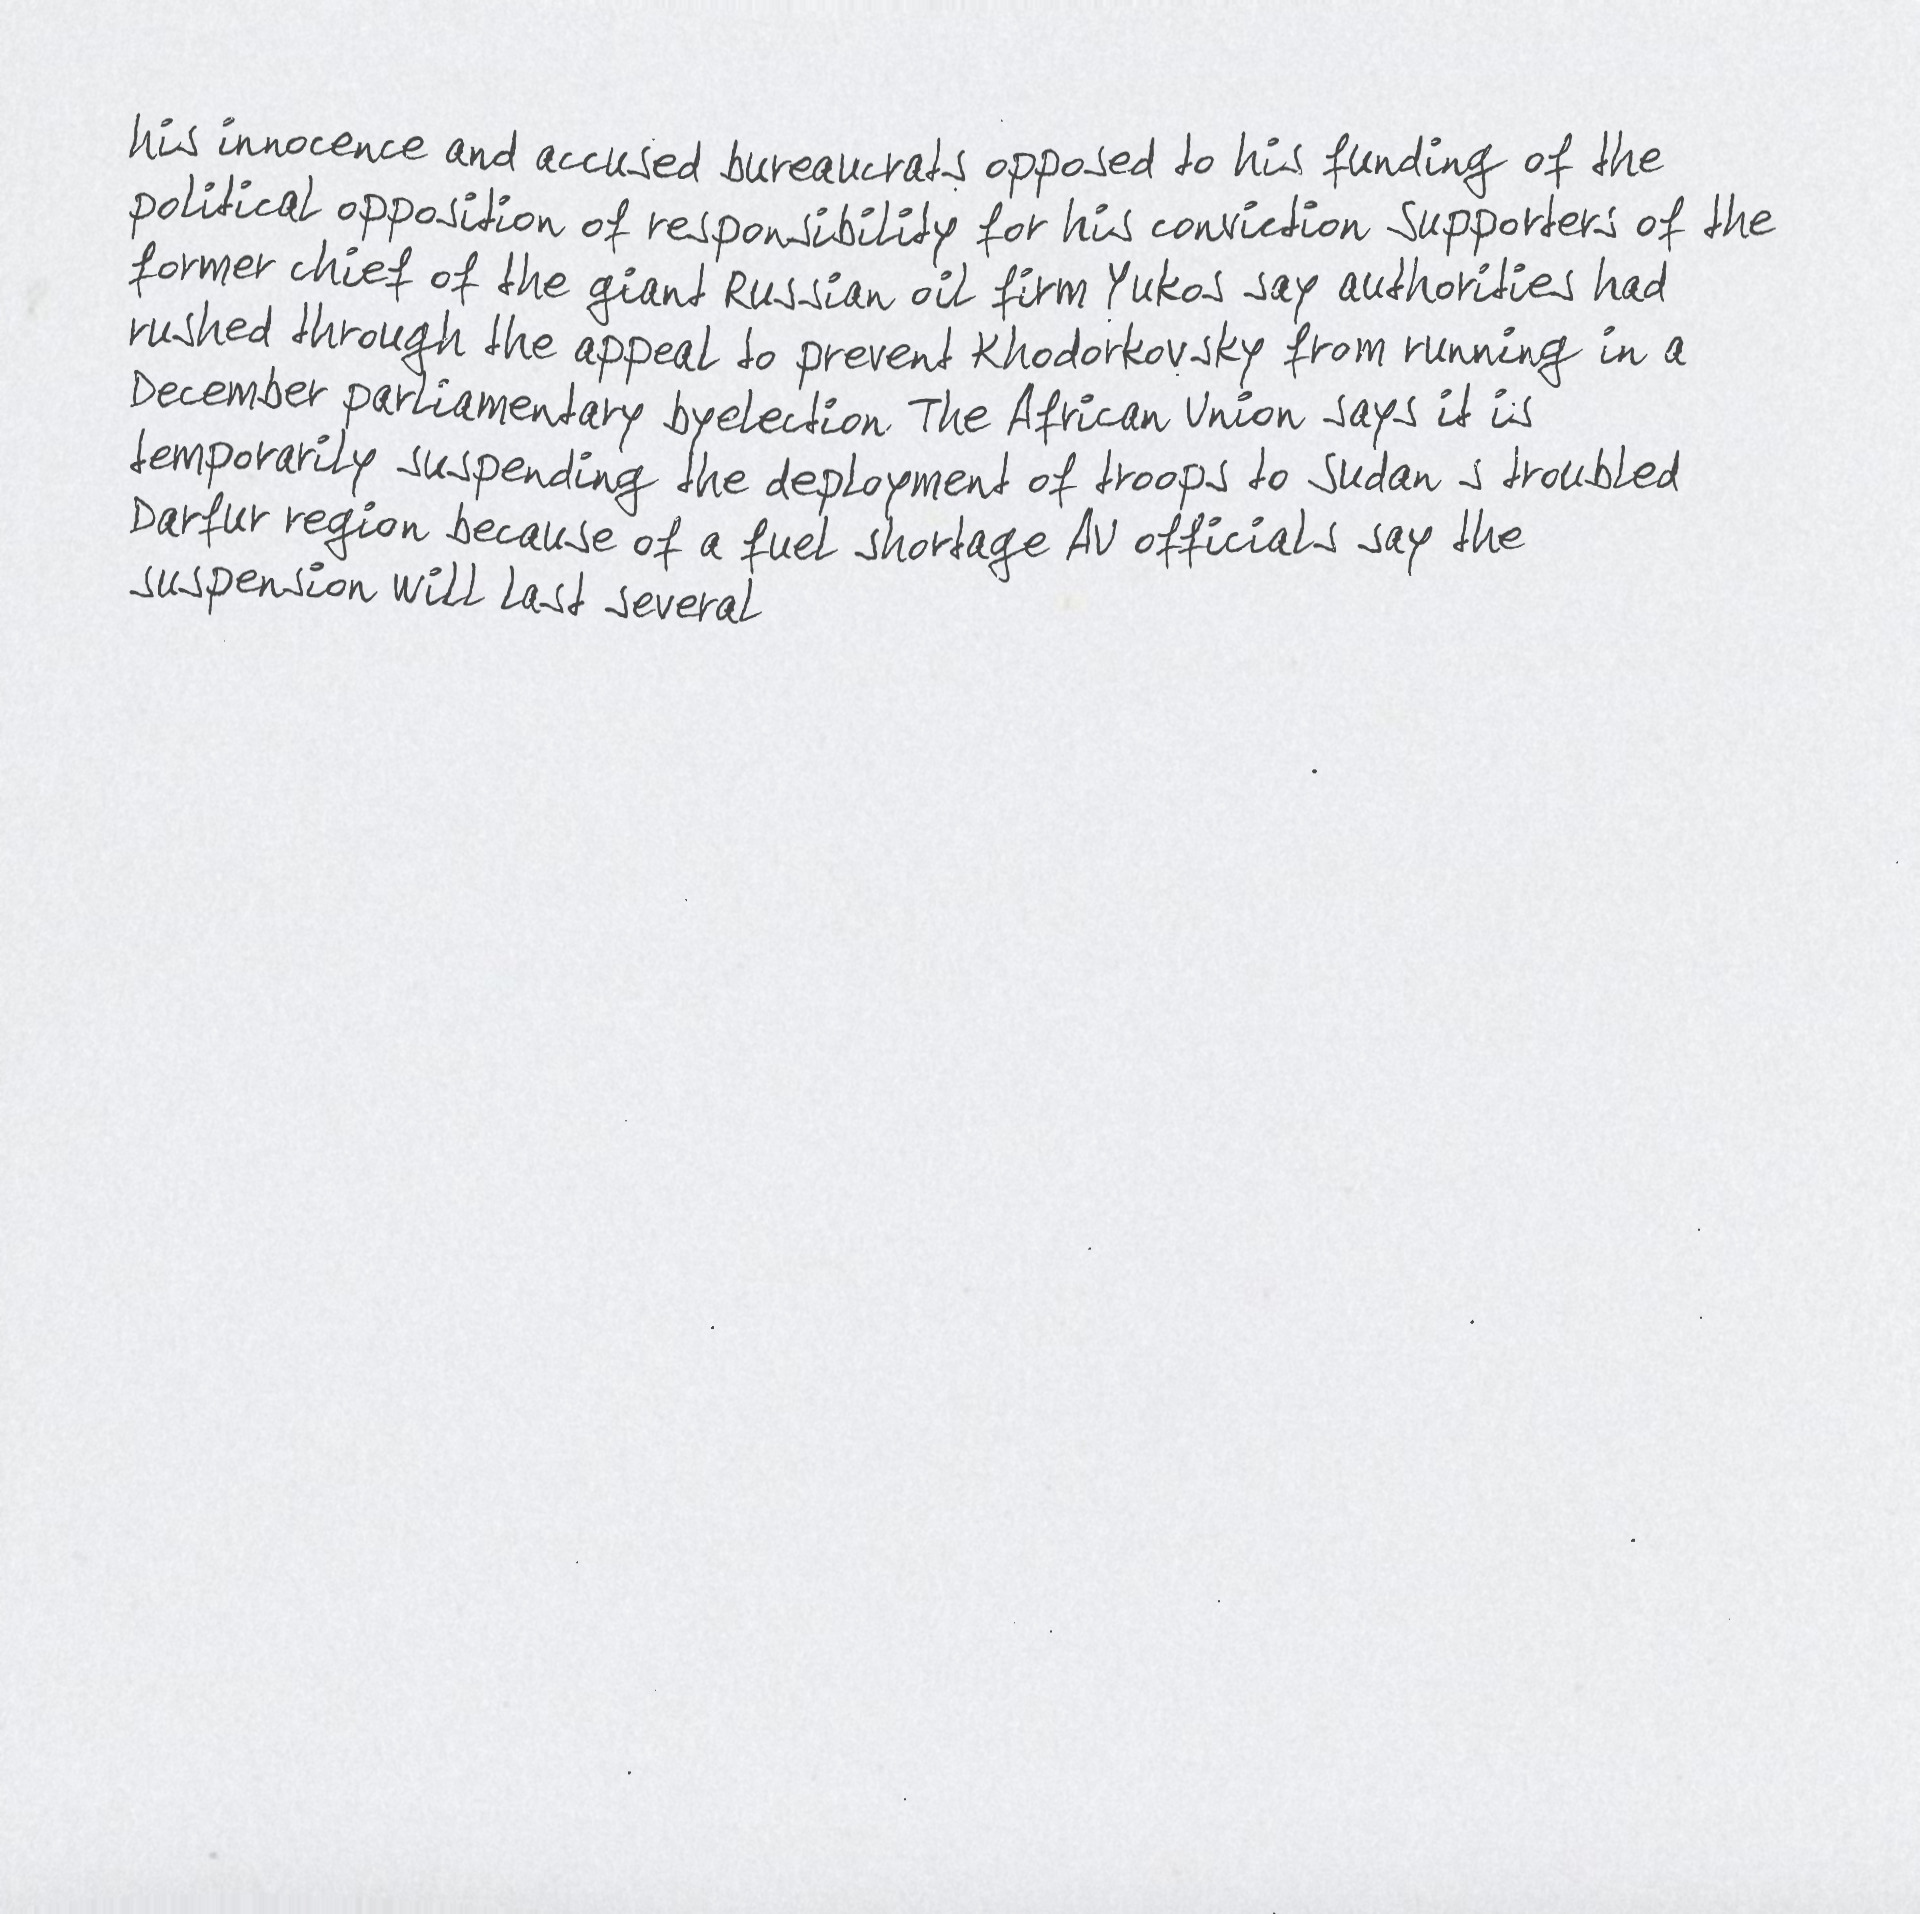 his innocence and accused bureaucrats opposed to his funding of the
political opposition of responsibility for his conviction Supporters of the
former chief of the giant Russian oil firm Yukos say authorities had
rushed through the appeal to prevent Khodorkovsky from running in a
December parliamentary byelection The African Union says it is
temporarily suspending the deployment of troops to Sudan s troubled
Darfur region because of a fuel shortage AU officials say the
suspension will last several